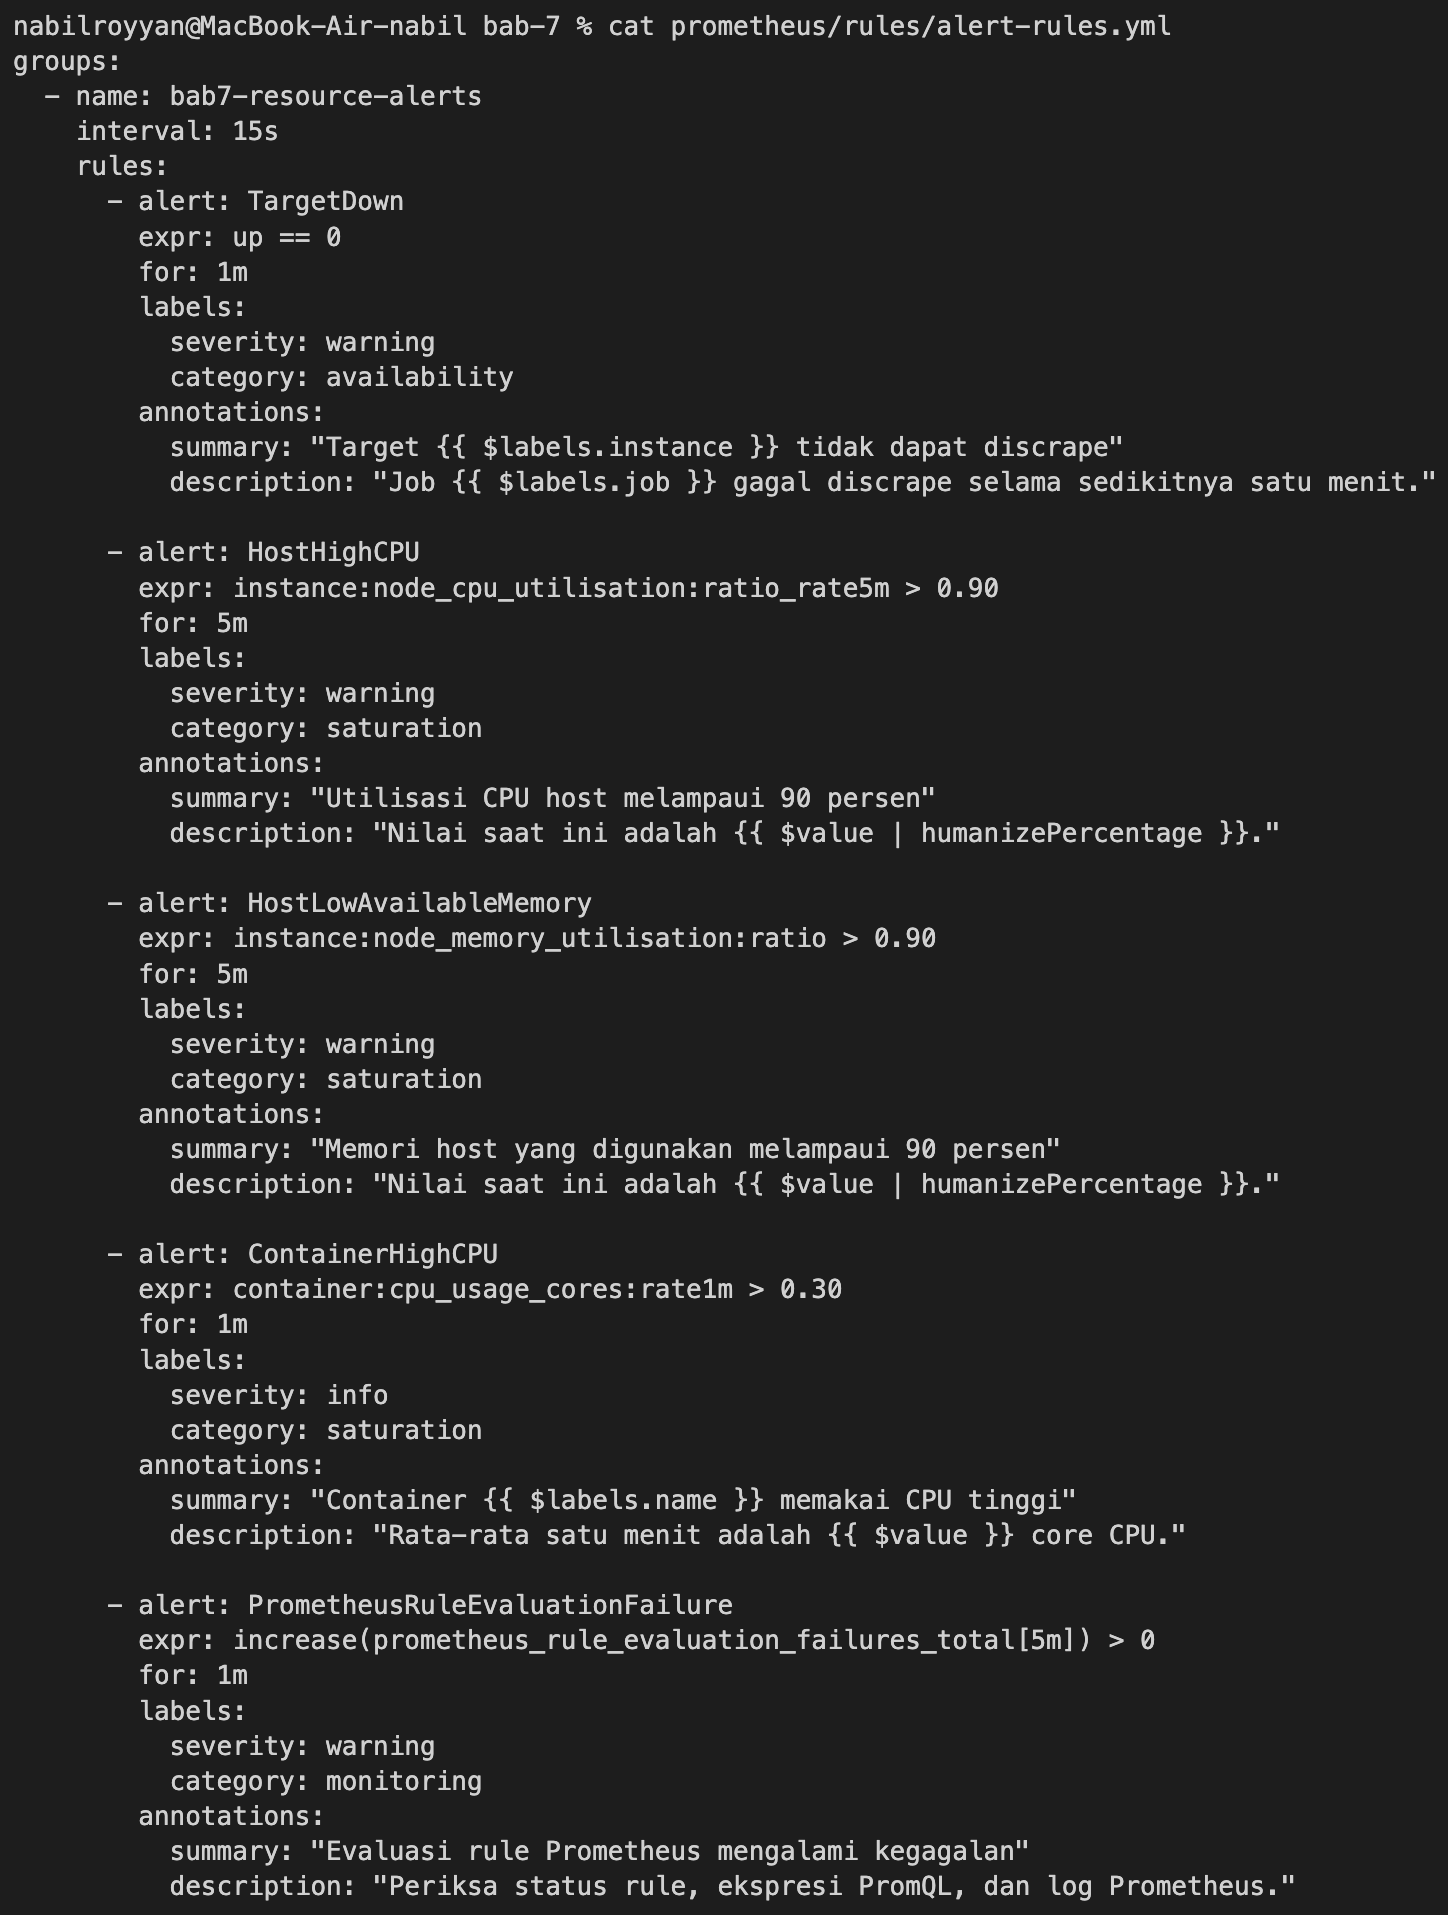 nabilroyyan@MacBook-Air-nabil bab-7 % cat prometheus/rules/alert-rules.yml
groups:
  - name: bab7-resource-alerts
    interval: 15s
    rules:
      - alert: TargetDown
        expr: up == 0
        for: 1m
        labels:
          severity: warning
          category: availability
        annotations:
          summary: "Target {{ $labels.instance }} tidak dapat discrape"
          description: "Job {{ $labels.job }} gagal discrape selama sedikitnya satu menit."

      - alert: HostHighCPU
        expr: instance:node_cpu_utilisation:ratio_rate5m > 0.90
        for: 5m
        labels:
          severity: warning
          category: saturation
        annotations:
          summary: "Utilisasi CPU host melampaui 90 persen"
          description: "Nilai saat ini adalah {{ $value | humanizePercentage }}."

      - alert: HostLowAvailableMemory
        expr: instance:node_memory_utilisation:ratio > 0.90
        for: 5m
        labels:
          severity: warning
          category: saturation
        annotations:
          summary: "Memori host yang digunakan melampaui 90 persen"
          description: "Nilai saat ini adalah {{ $value | humanizePercentage }}."

      - alert: ContainerHighCPU
        expr: container:cpu_usage_cores:rate1m > 0.30
        for: 1m
        labels:
          severity: info
          category: saturation
        annotations:
          summary: "Container {{ $labels.name }} memakai CPU tinggi"
          description: "Rata-rata satu menit adalah {{ $value }} core CPU."

      - alert: PrometheusRuleEvaluationFailure
        expr: increase(prometheus_rule_evaluation_failures_total[5m]) > 0
        for: 1m
        labels:
          severity: warning
          category: monitoring
        annotations:
          summary: "Evaluasi rule Prometheus mengalami kegagalan"
          description: "Periksa status rule, ekspresi PromQL, dan log Prometheus."